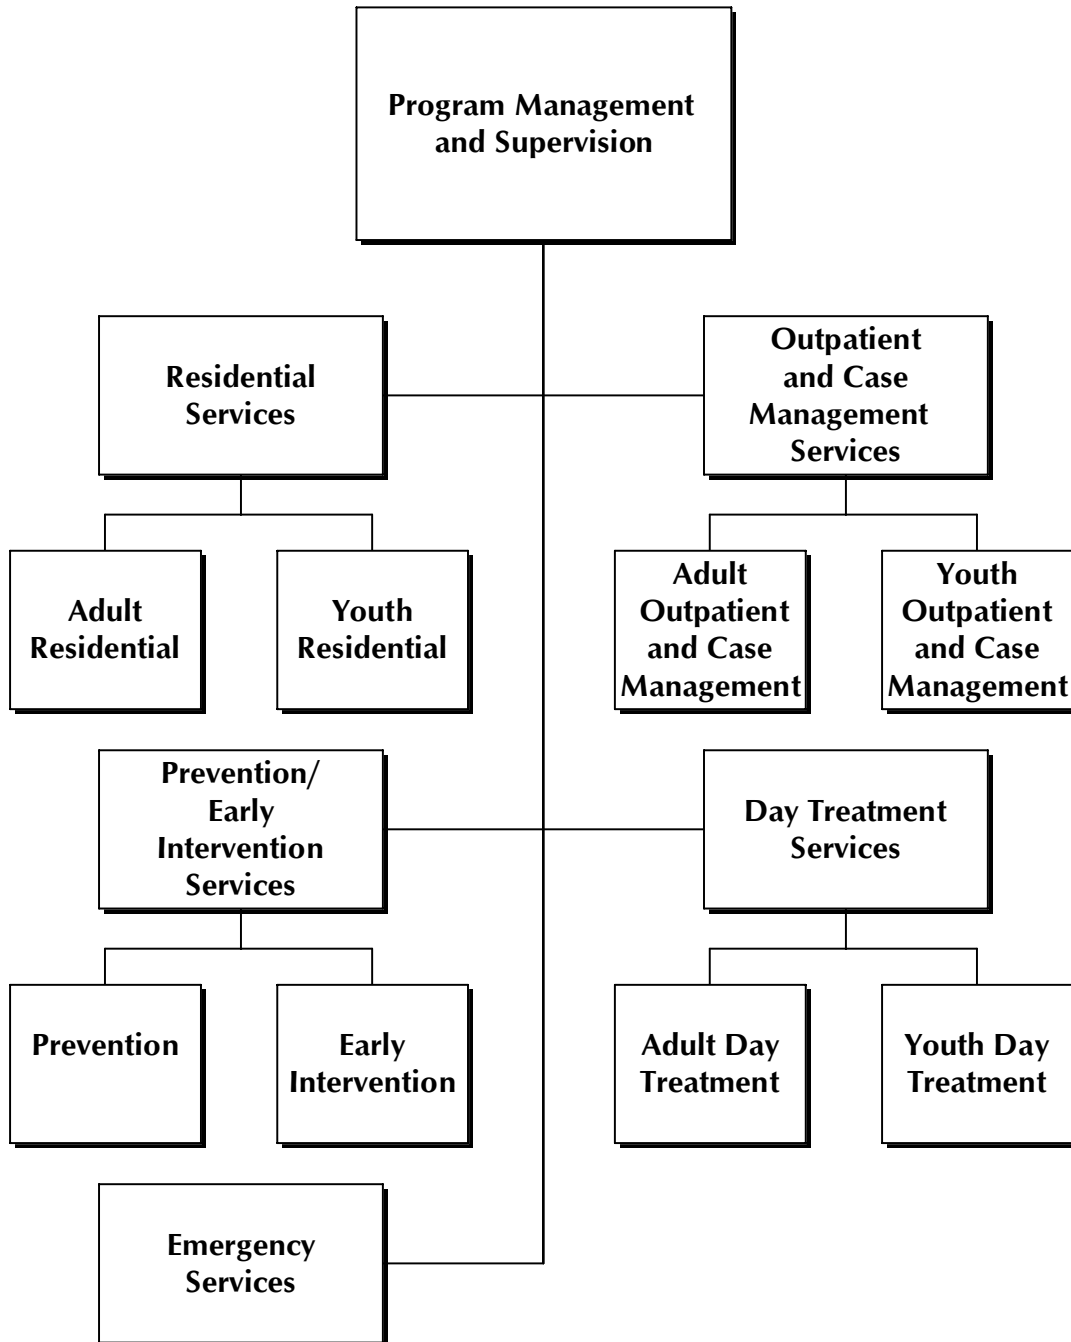 Program Management
and Supervision
Residential
Services
Outpatient
and Case
Management
Services
Adult
Residential
Youth
Residential
Adult
Outpatient
and Case
Management
Youth
Outpatient
and Case
Management
Prevention/
Early
Intervention
Services
Day Treatment
Services
Prevention
Early
Intervention
Adult Day
Treatment
Youth Day
Treatment
Emergency
Services